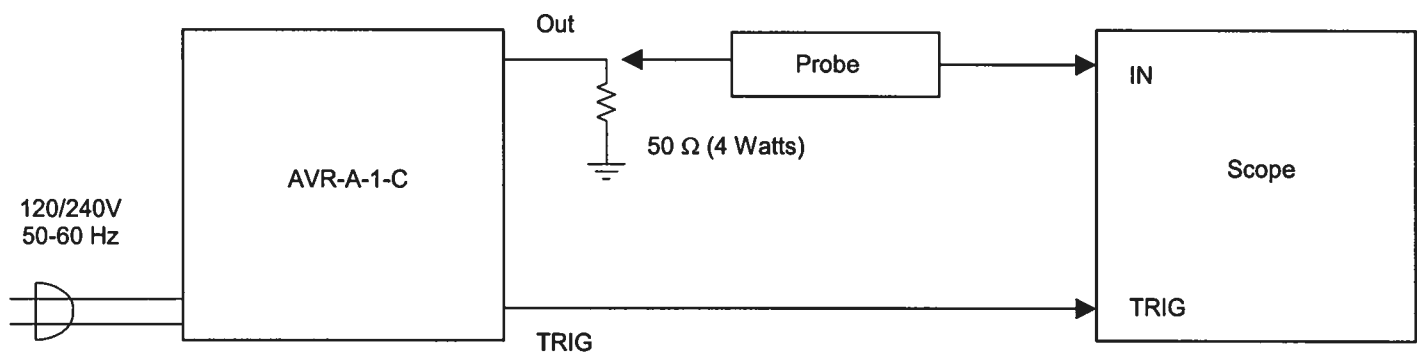 Out
Probe
IN
50 Ω (4 Watts)
AVR-A-1-C
Scope
120/240V
50-60 Hz
TRIG
TRIG